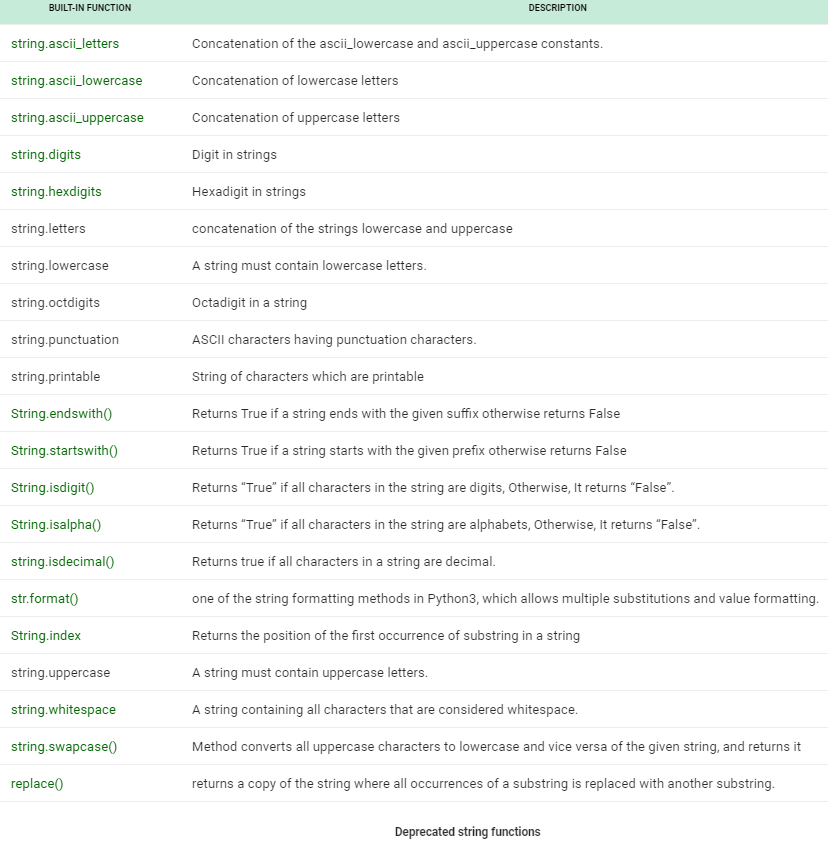 BUILT-IN FUNCTION DESCRIPTION
string.ascii_letters Concatenation of the ascii_lowercase and ascii_uppercase constants.
string.ascii_lowercase Concatenation of lowercase letters
string.ascii_uppercase Concatenation of uppercase letters
string.digits Digit in strings
string.hexdigits Hexadigit in strings
string.letters concatenation of the strings lowercase and uppercase
string.lowercase A string must contain lowercase letters.
string.octdigits Octadigit in a string
string.punctuation ASCII characters having punctuation characters.
string.printable String of characters which are printable
String.endswith() Returns True if a string ends with the given suffix otherwise returns False
String.startswith() Returns True if a string starts with the given prefix otherwise returns False
String.isdigit() Returns “True” if all characters in the string are digits, Otherwise, It returns “False”.
String.isalpha() Returns “True” if all characters in the string are alphabets, Otherwise, It returns “False”.
string.isdecimal() Returns true if all characters in a string are decimal.
str.format() one of the string formatting methods in Python3, which allows multiple substitutions and value formatting.
String.index Returns the position of the first occurrence of substring in a string
string.uppercase A string must contain uppercase letters.
string.whitespace A string containing all characters that are considered whitespace.
string.swapcase() Method converts all uppercase characters to lowercase and vice versa of the given string, and returns it
replace() returns a copy of the string where all occurrences of a substring is replaced with another substring.
Deprecated string functions